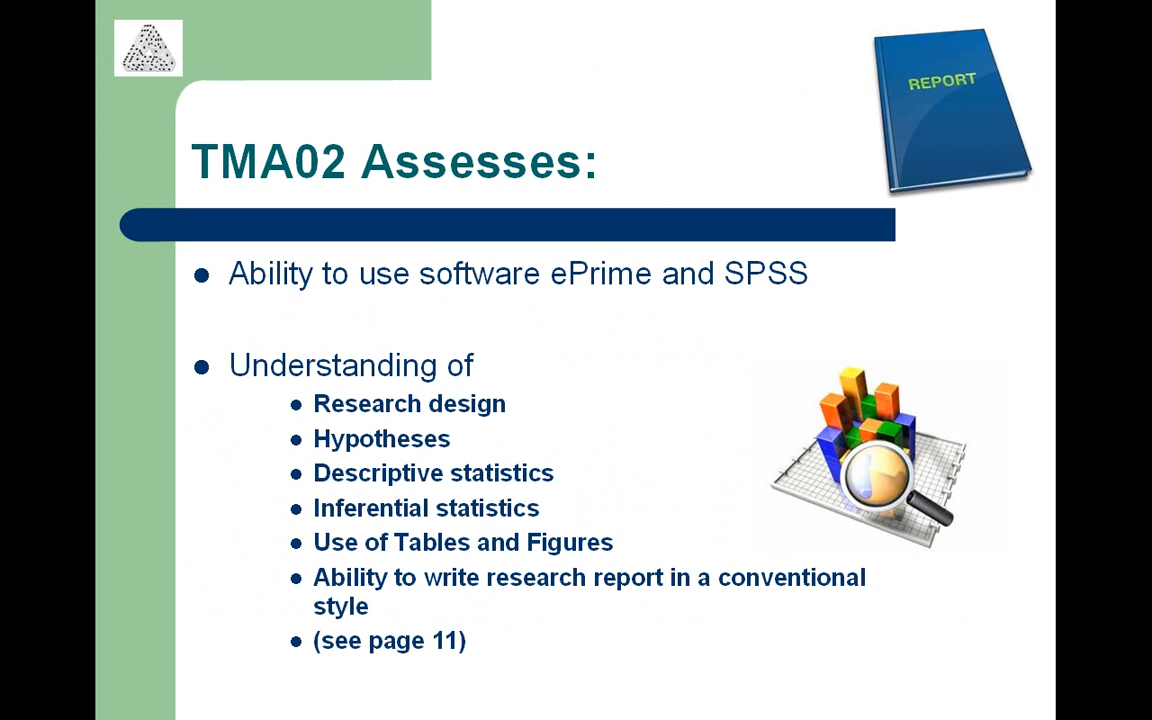 REPORT
TMA02 Assesses:
Ability to use software ePrime and SPSS
Understanding of
Research design
Hypotheses
Descriptive statistics
Inferential statistics
Use of Tables and Figures
Ability to write research report in a conventional
style
(see page 11)